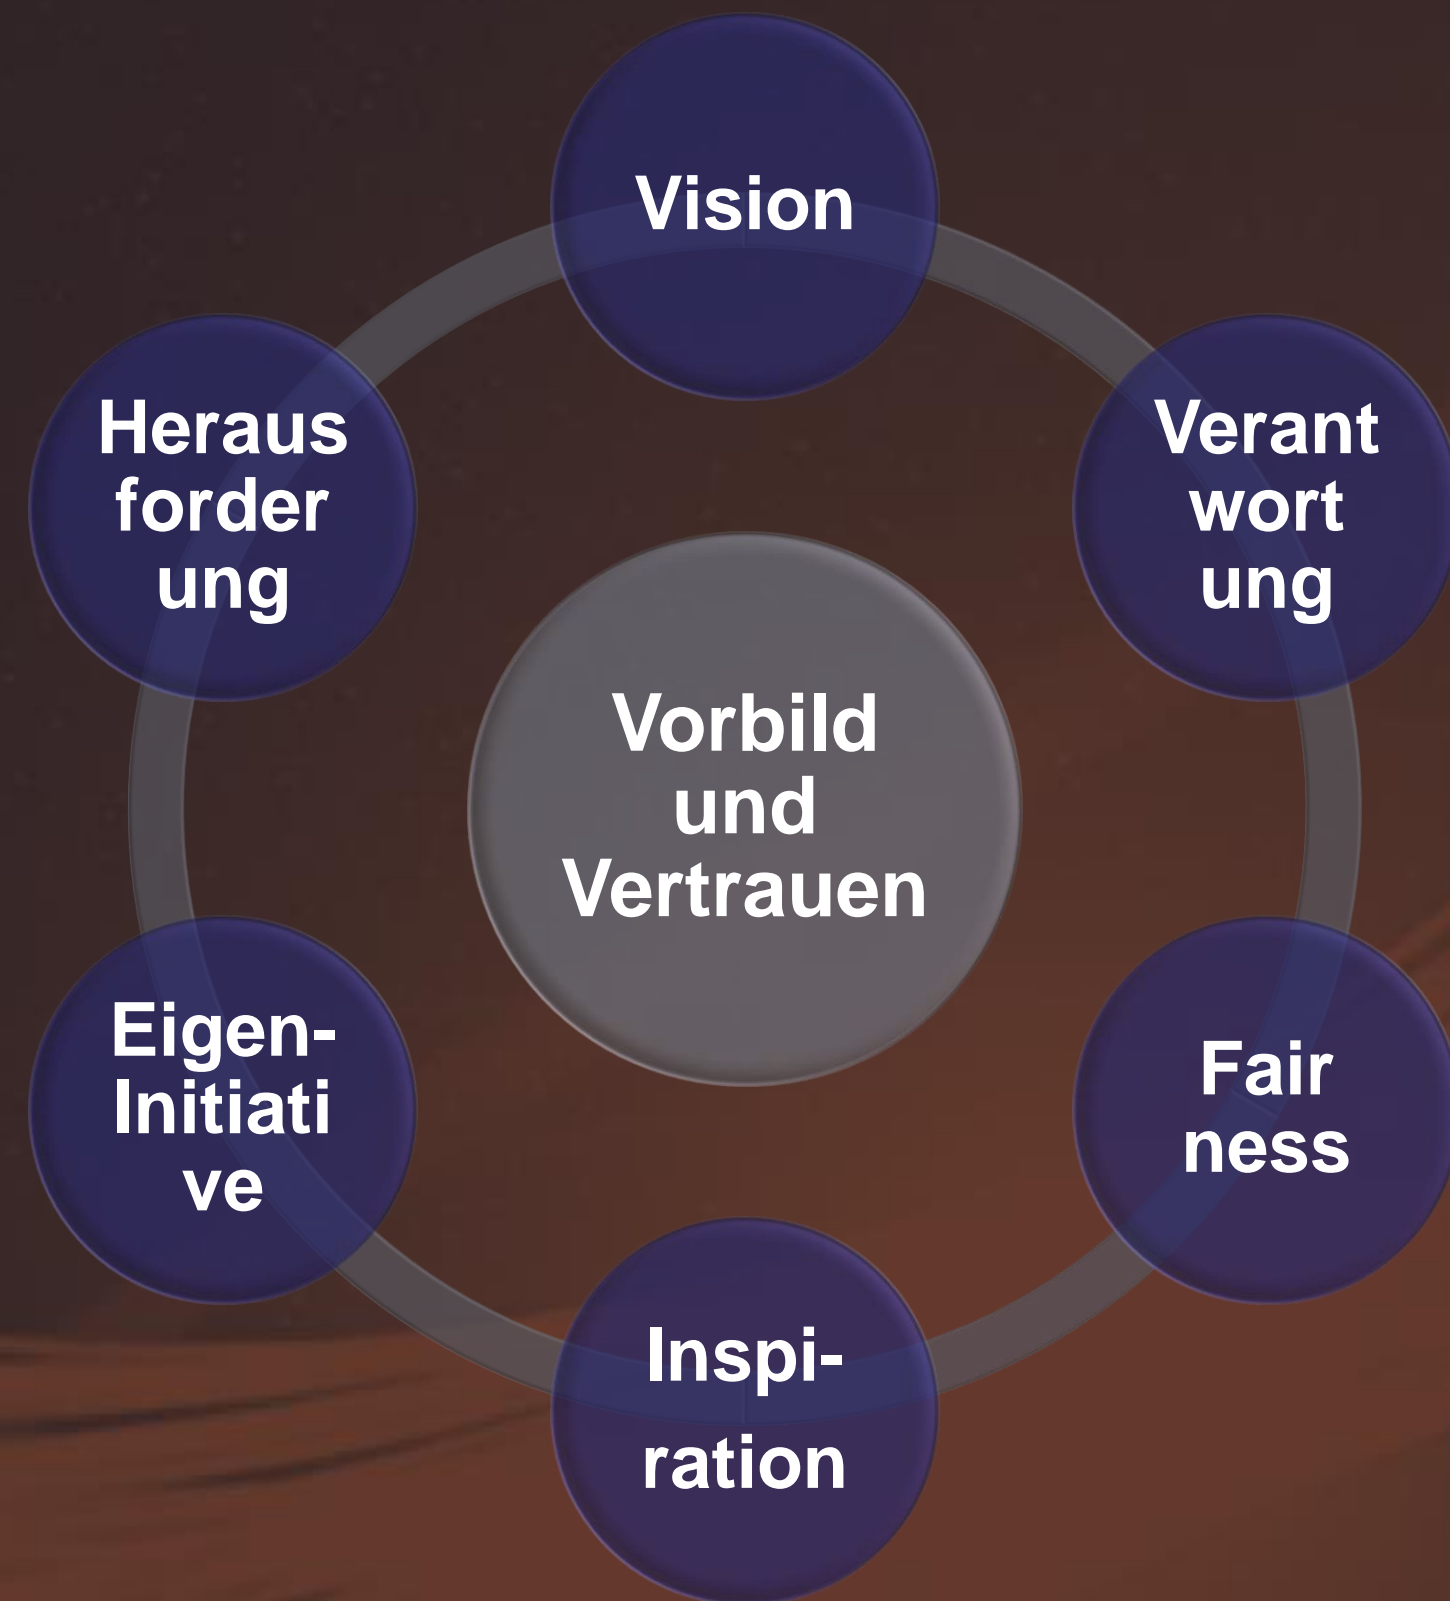 Vision
Verant
wort
ung
Fair
ness
Inspi-
ration
Eigen-
Initiati
ve
Heraus
forder
ung
Vorbild
und
Vertrauen